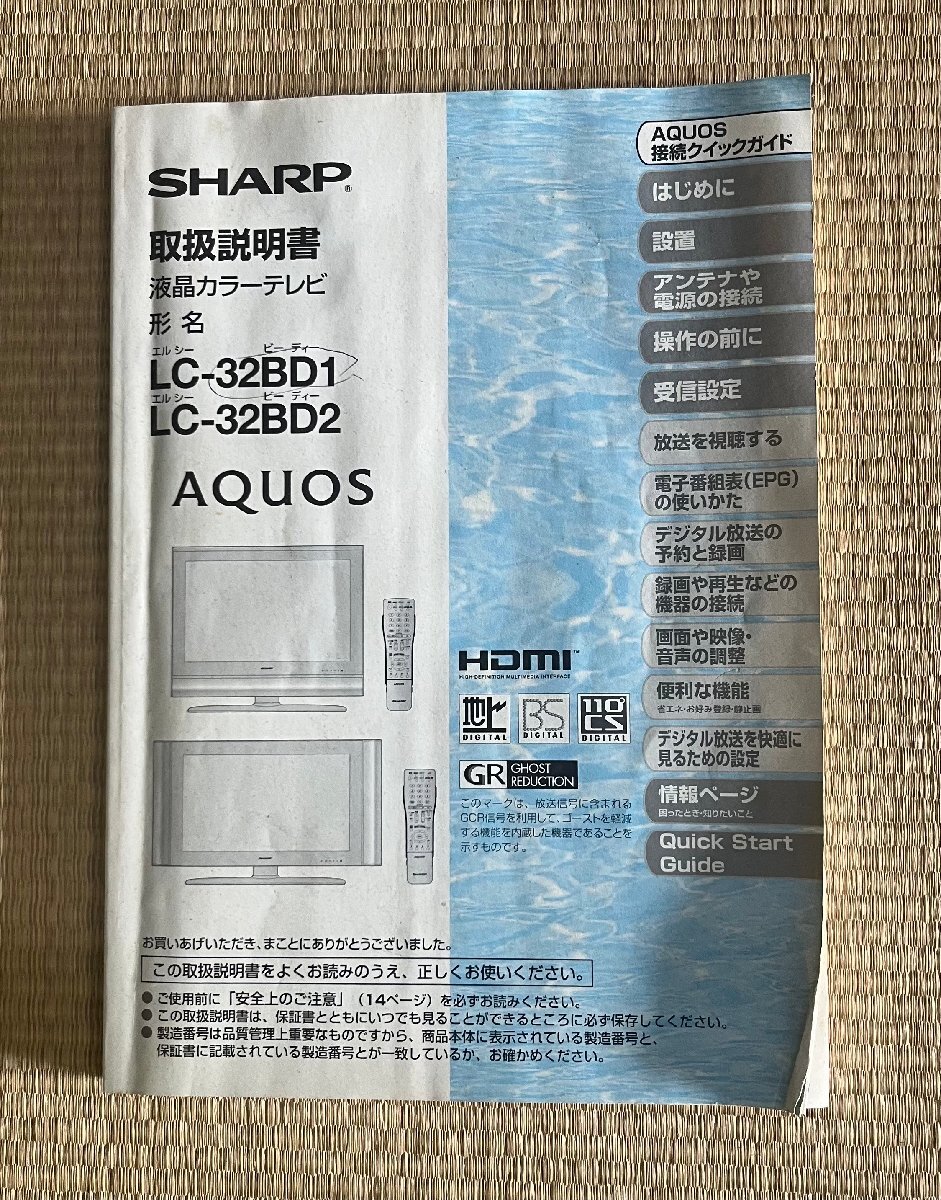 SHARP®
取扱説明書
液晶カラーテレビ
形名
エルシー ビーディ
LC-32BD1
エルシー ビーディー
LC-32BD2
AQUOS
AQUOS
接続クイックガイド
はじめに
設置
アンテナや
電源の接続
操作の前に
受信設定
放送を視聴する
電子番組表(EPG)
の使いかた
デジタル放送の
予約と録画
録画や再生などの
機器の接続
画面や映像・
音声の調整
便利な機能
省エネ・お好み登録・静止画
デジタル放送を快適に
見るための設定
情報ページ
困ったとき・知りたいこと
Quick Start
Guide
HDMI™
HIGH-DEFINITION MULTIMEDIA INTERFACE
地上 BS 110°CS
DIGITAL DIGITAL DIGITAL
GR GHOST
REDUCTION
このマークは、放送信号に含まれる
GCR信号を利用して、ゴーストを軽減
する機能を内蔵した機器であることを
示すものです。
お買いあげいただき、まことにありがとうございました。
この取扱説明書をよくお読みのうえ、正しくお使いください。
●ご使用前に「安全上のご注意」(14ページ)を必ずお読みください。
●この取扱説明書は、保証書とともにいつでも見ることができるところに必ず保存してください。
●製造番号は品質管理上重要なものですから、商品本体に表示されている製造番号と、
保証書に記載されている製造番号とが一致しているか、お確かめください。